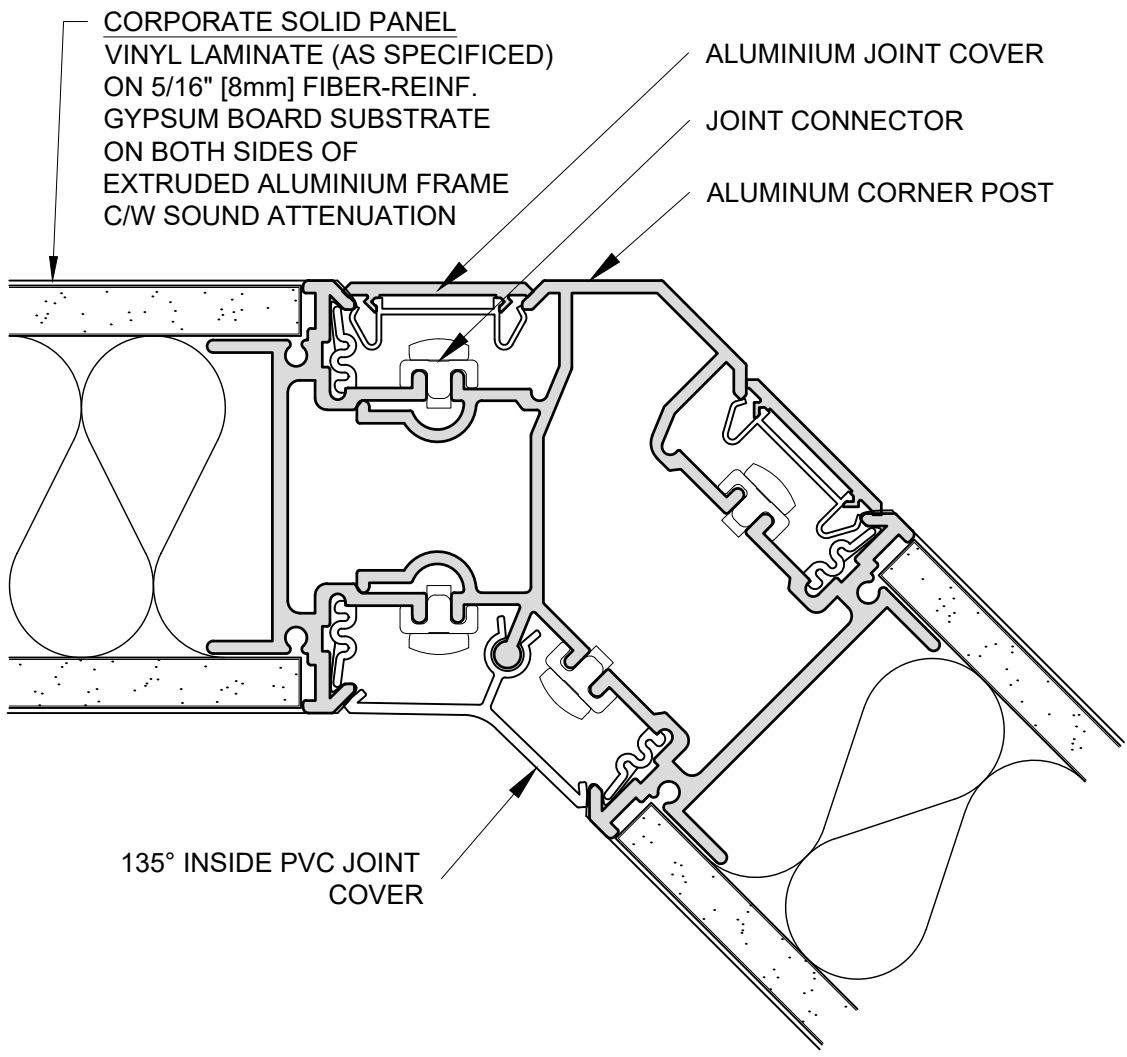 CORPORATE SOLID PANEL
VINYL LAMINATE (AS SPECIFICED)
ON 5/16" [8mm] FIBER-REINF.
GYPSUM BOARD SUBSTRATE
ON BOTH SIDES OF
EXTRUDED ALUMINIUM FRAME
C/W SOUND ATTENUATION
ALUMINIUM JOINT COVER
JOINT CONNECTOR
ALUMINUM CORNER POST
135° INSIDE PVC JOINT
COVER